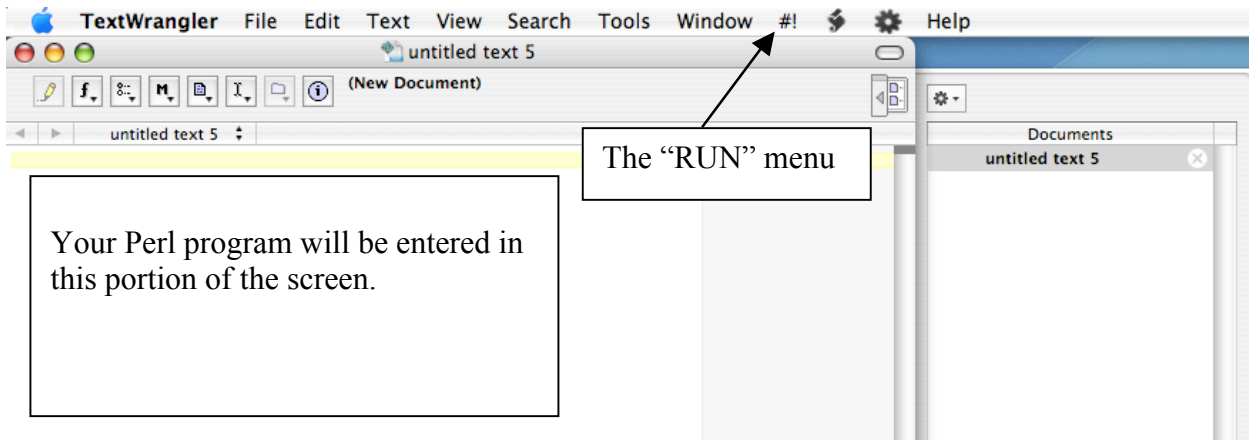 TextWrangler File Edit Text View Search Tools Window #! Help
untitled text 5
(New Document)
untitled text 5
The “RUN” menu
Documents
untitled text 5
Your Perl program will be entered in
this portion of the screen.